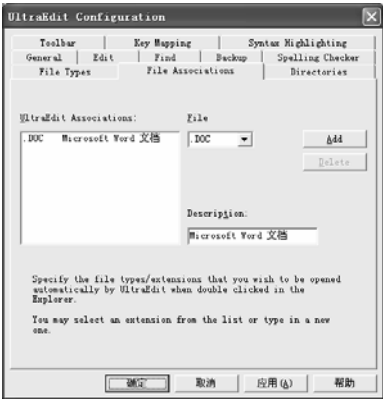 UltraEdit Configuration
Toolbar Key Mapping Syntax Highlighting
General Edit Find Backup Spelling Checker
File Types File Associations Directories
UltraEdit Associations: File
.DOC Microsoft Word 文档 .DOC Add
Delete
Description:
Microsoft Word 文档
Specify the file types/extensions that you wish to be opened
automatically by UltraEdit when double clicked in the
Explorer.
You may select an extension from the list or type in a new
one.
确定 取消 应用(A) 帮助